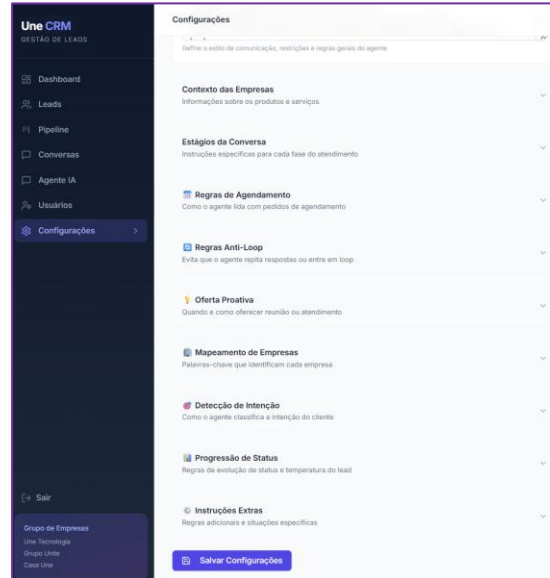 Une CRM
GESTÃO DE LEADS
Dashboard
Leads
Pipeline
Conversas
Agente IA
Usuários
Configurações
Sair
Grupo de Empresas
Une Tecnologia
Grupo Unite
Casa Une
Configurações
Define o estilo de comunicação, restrições e regras gerais do agente
Contexto das Empresas
Informações sobre os produtos e serviços
Estágios da Conversa
Instruções específicas para cada fase do atendimento
Regras de Agendamento
Como o agente lida com pedidos de agendamento
Regras Anti-Loop
Evita que o agente repita respostas ou entre em loop
Oferta Proativa
Quando e como oferecer reunião ou atendimento
Mapeamento de Empresas
Palavras-chave que identificam cada empresa
Detecção de Intenção
Como o agente classifica a intenção do cliente
Progressão de Status
Regras de evolução de status e temperatura do lead
Instruções Extras
Regras adicionais e situações específicas
Salvar Configurações